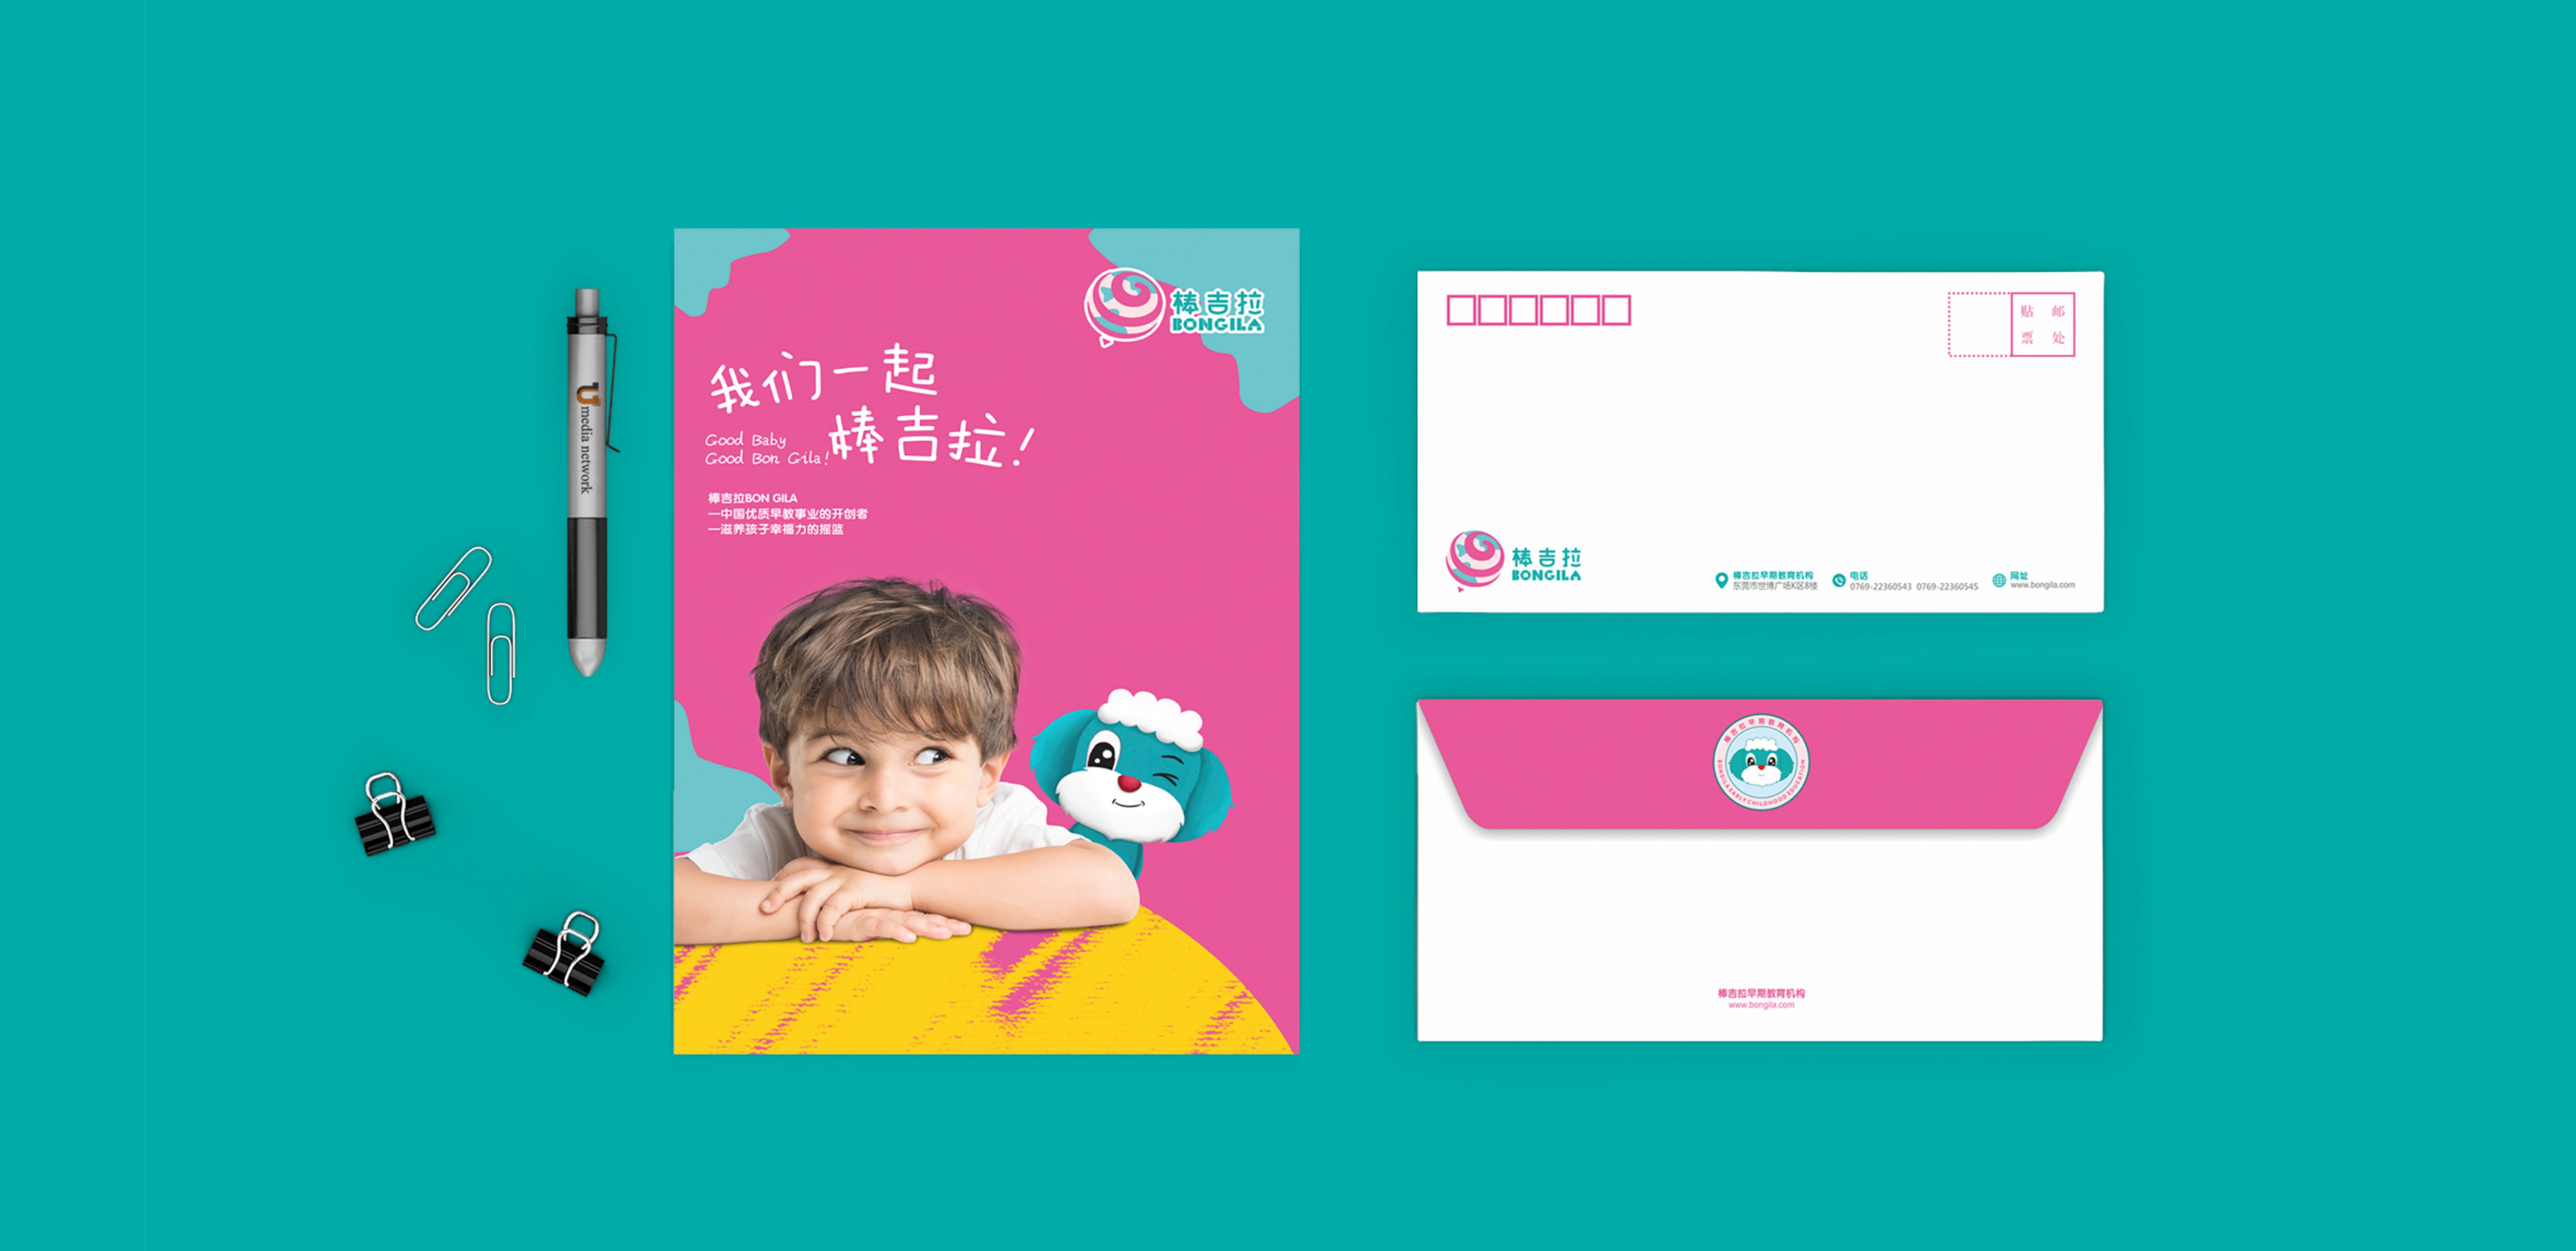 U
media network
棒吉拉
BONGILA
我们一起
棒吉拉!
Good Baby
Good Bon Gila!
棒吉拉BON GILA
一中国优质早教事业的开创者
一滋养孩子幸福力的摇篮
贴 邮
票 处
棒吉拉
BONGILA
棒吉拉早期教育机构
东莞市世博广场K区8楼
电话
0769-22360543 0769-22360545
网址
www.bongila.com
棒吉拉早期教育机构
BONGILA EARLY CHILDHOOD EDUCATION
棒吉拉早期教育机构
www.bongila.com